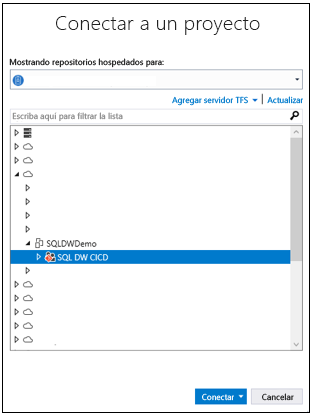 Conectar a un proyecto
Mostrando repositorios hospedados para:
Agregar servidor TFS | Actualizar
Escriba aquí para filtrar la lista
SQLDWDemo
SQL DW CICD
Conectar Cancelar